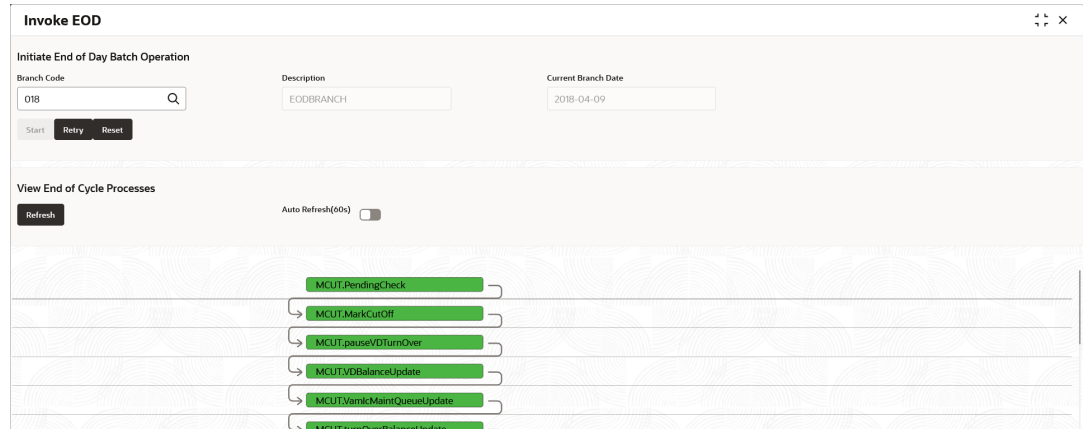 Invoke EOD
Initiate End of Day Batch Operation
Branch Code Description Current Branch Date
018 EODBRANCH 2018-04-09
Start Retry Reset
View End of Cycle Processes
Refresh Auto Refresh(60s)
MCUT.PendingCheck
MCUT.MarkCutOff
MCUT.pauseVDTurnOver
MCUT.VDBalanceUpdate
MCUT.VamIcMaintQueueUpdate
MCUT.turnOverBalanceUpdate